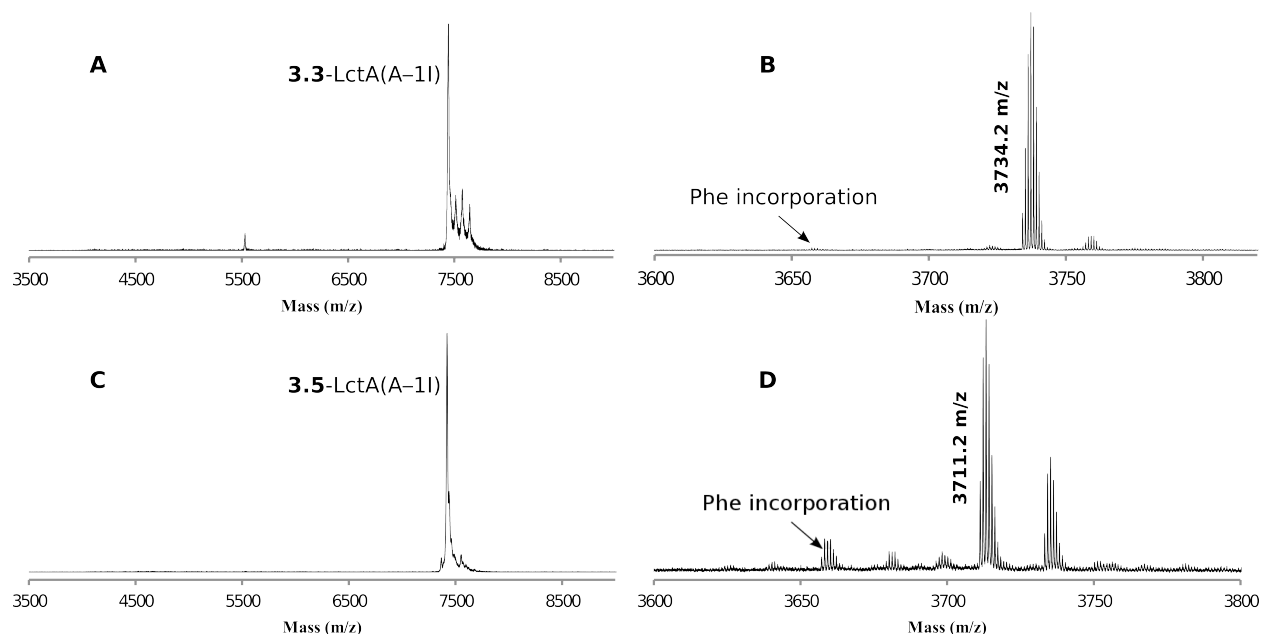 A
3.3-LctA(A–1I)
3500 4500 5500 6500 7500 8500
Mass (m/z)
B
3734.2 m/z
Phe incorporation
3600 3650 3700 3750 3800
Mass (m/z)
C
3.5-LctA(A–1I)
3500 4500 5500 6500 7500 8500
Mass (m/z)
D
3711.2 m/z
Phe incorporation
3600 3650 3700 3750 3800
Mass (m/z)